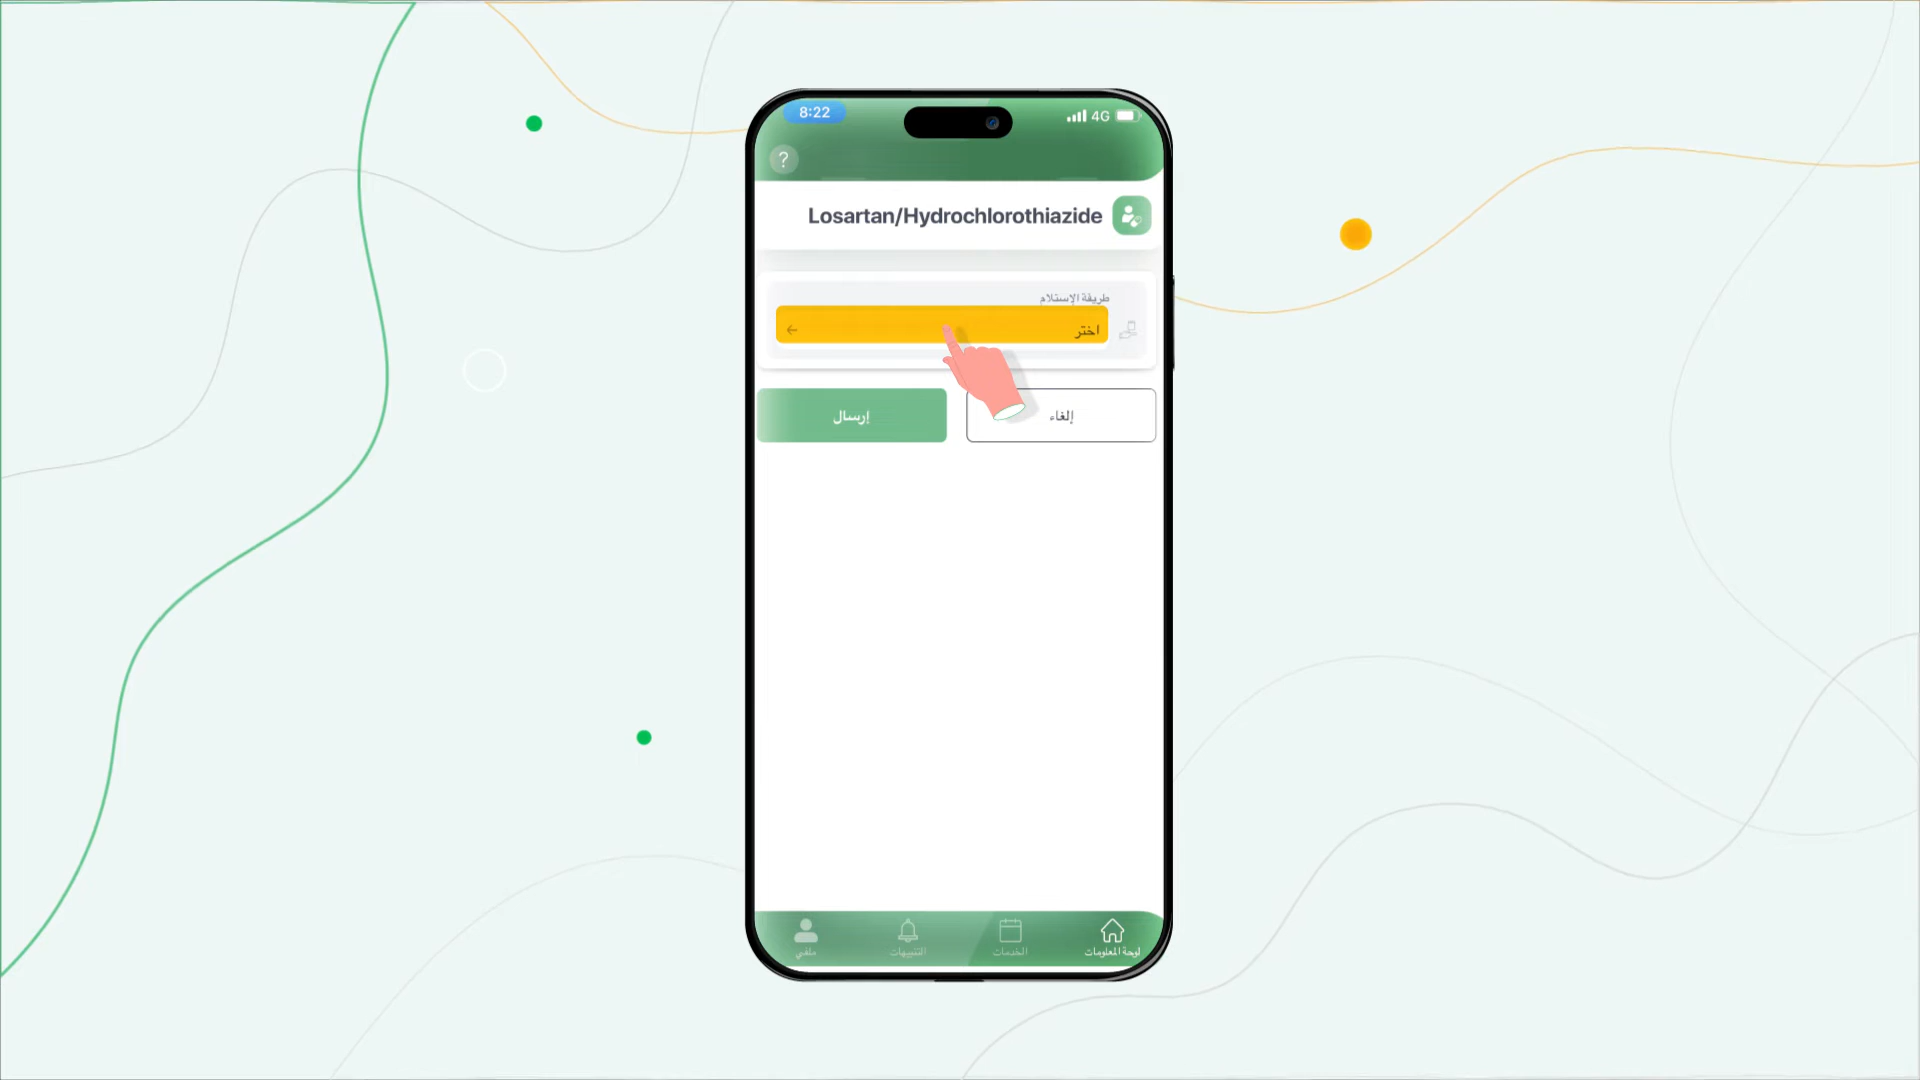 8:22
4G
?
Losartan/Hydrochlorothiazide
طريقة الإستلام
اختر
إلغاء
إرسال
لوحة المعلومات
الخدمات
التنبيهات
ملفي